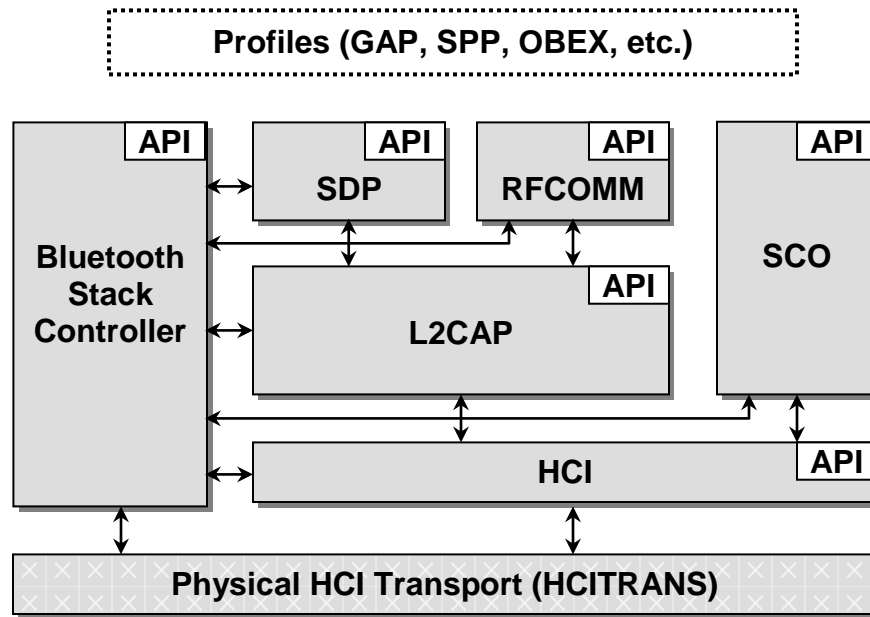 Profiles (GAP, SPP, OBEX, etc.)
API
API
API
API
SDP
RFCOMM
Bluetooth
Stack
Controller
SCO
API
L2CAP
API
HCI
Physical HCI Transport (HCITRANS)